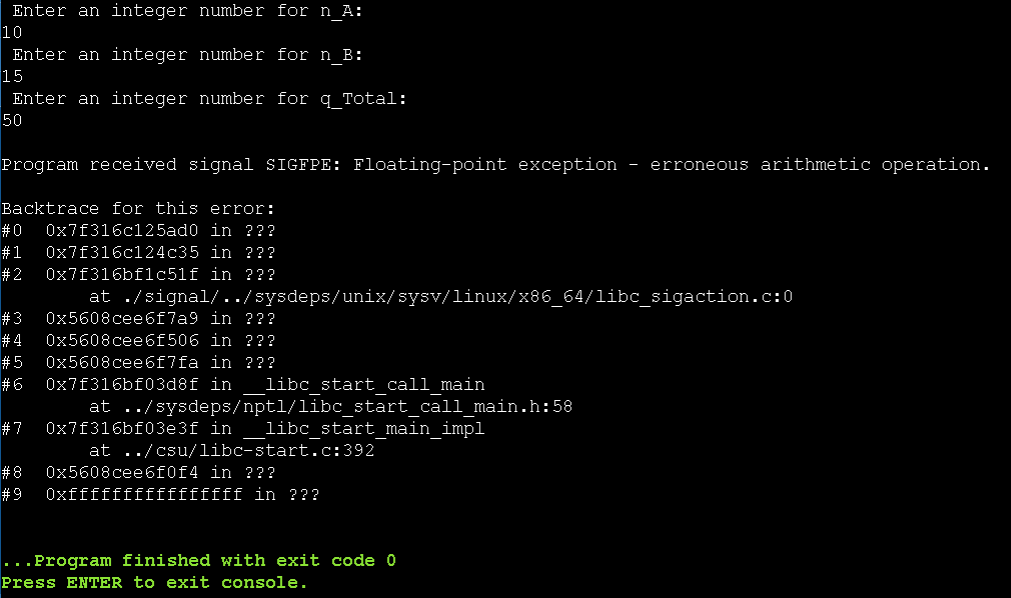 Enter an integer number for n_A:
10
Enter an integer number for n_B:
15
Enter an integer number for q_Total:
50
Program received signal SIGFPE: Floating-point exception - erroneous arithmetic operation.
Backtrace for this error:
#0  0x7f316c125ad0 in ???
#1  0x7f316c124c35 in ???
#2  0x7f316bf1c51f in ???
at ./signal/../sysdeps/unix/sysv/linux/x86_64/libc_sigaction.c:0
#3  0x5608cee6f7a9 in ???
#4  0x5608cee6f506 in ???
#5  0x5608cee6f7fa in ???
#6  0x7f316bf03d8f in __libc_start_call_main
at ../sysdeps/nptl/libc_start_call_main.h:58
#7  0x7f316bf03e3f in __libc_start_main_impl
at ../csu/libc-start.c:392
#8  0x5608cee6f0f4 in ???
#9  0xffffffffffffffff in ???
...Program finished with exit code 0
Press ENTER to exit console.